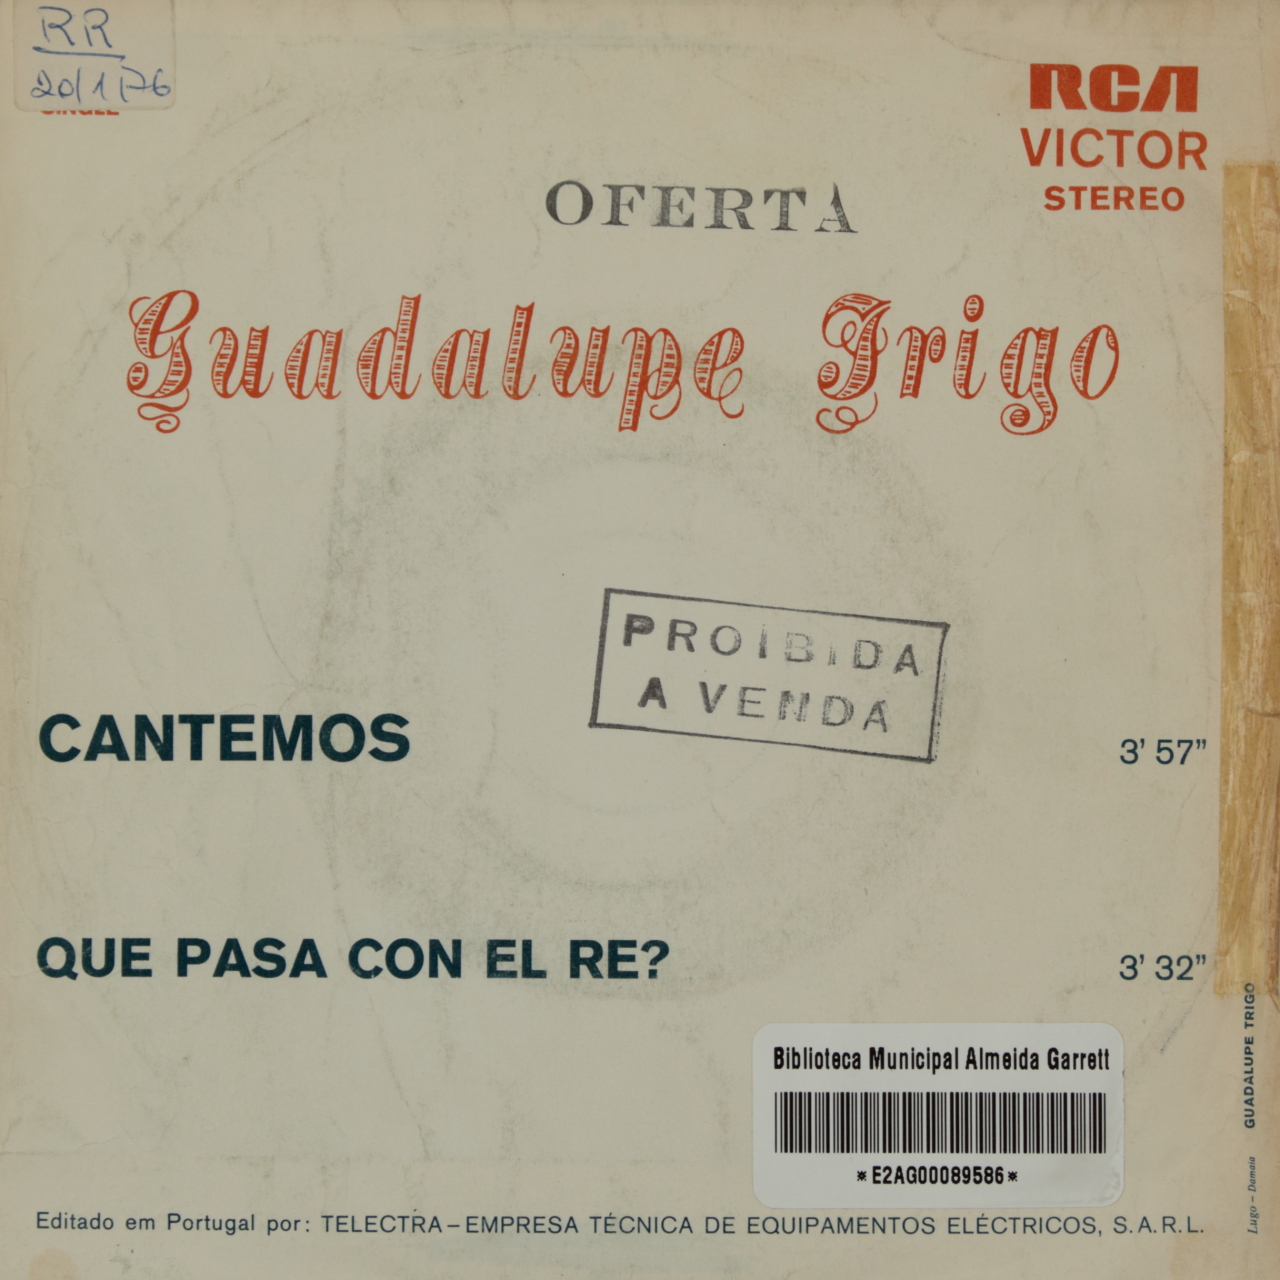 RR
20/1/76
SINGLE
RCA
VICTOR
STEREO
OFERTA
Guadalupe Trigo
PROIBIDA
A VENDA
CANTEMOS 3' 57"
QUE PASA CON EL RE? 3' 32"
Biblioteca Municipal Almeida Garrett
*E2AG00089586*
Editado em Portugal por: TELECTRA – EMPRESA TÉCNICA DE EQUIPAMENTOS ELÉCTRICOS, S.A.R.L.
GUADALUPE TRIGO
Lugo – Damaia